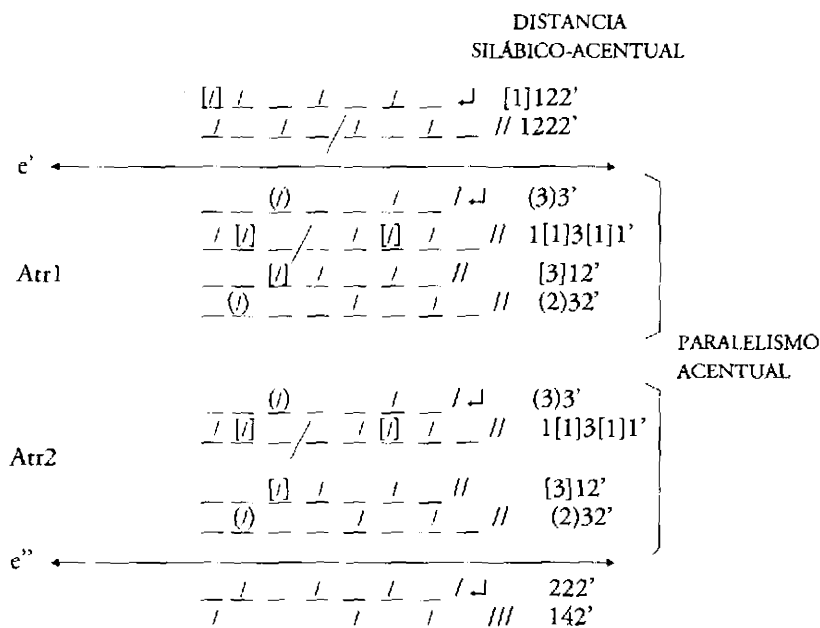 DISTANCIA
SILÁBICO-ACENTUAL
[/] / _ / _ / _ ↵ [1]122'
/ _ / _ / / _ / _ // 1222'
e'
_ _ (/) _ _ / _ / ↵ (3)3'
/ [/] _ / _ / [/] / _ // 1[1]3[1]1'
Atr1
_ _ [/] / _ / _ // [3]12'
_ (/) _ _ / _ / _ // (2)32'
PARALELISMO
ACENTUAL
_ _ (/) _ _ / _ / ↵ (3)3'
/ [/] _ / _ / [/] / _ // 1[1]3[1]1'
Atr2
_ _ [/] / _ / _ // [3]12'
_ (/) _ _ / _ / _ // (2)32'
e''
_ / _ / _ / _ / ↵ 222'
/ _ _ _ / _ / _ /// 142'